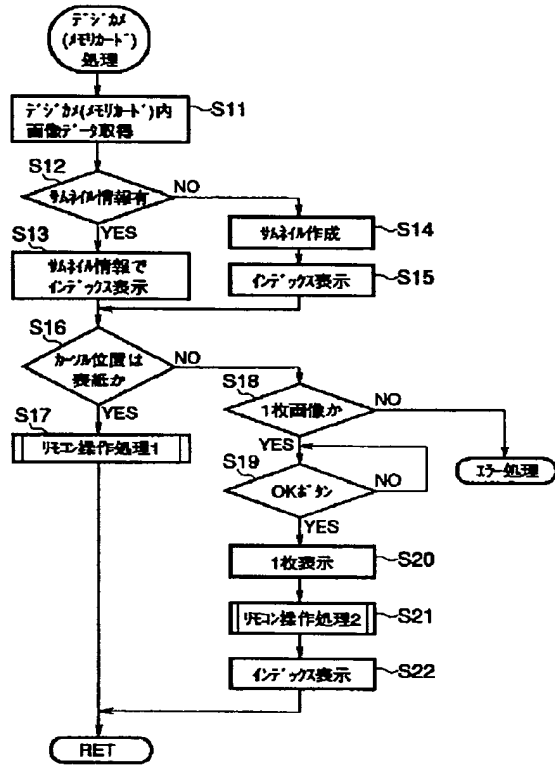 デジカメ
(メモリカード)
処理
デジカメ(メモリカード)内
画像データ取得
S11
S12
サムネイル情報有
NO
YES
S13
サムネイル情報で
インデックス表示
サムネイル作成
S14
インデックス表示
S15
S16
カーソル位置は
表紙か
NO
YES
S17
リモコン操作処理1
S18
1枚画像か
NO
YES
エラー処理
S19
OKボタン
NO
YES
1枚表示
S20
リモコン操作処理2
S21
インデックス表示
S22
RET